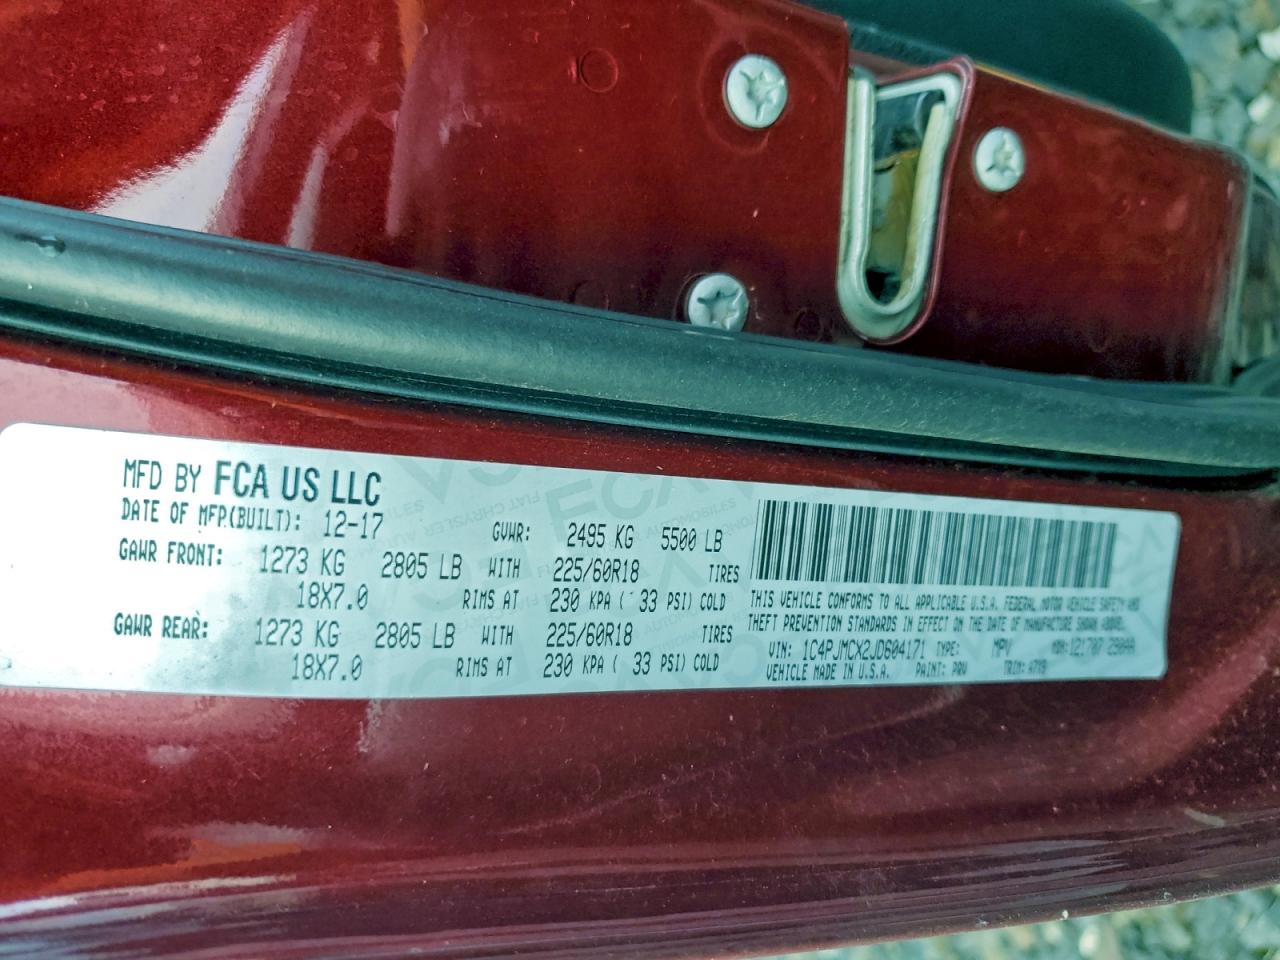 MFD BY FCA US LLC
DATE OF MFR(BUILT): 12-17 GVWR: 2495 KG 5500 LB
GAWR FRONT: 1273 KG 2805 LB WITH 225/60R18 TIRES
18X7.0 RIMS AT 230 KPA ( 33 PSI) COLD
GAWR REAR: 1273 KG 2805 LB WITH 225/60R18 TIRES
18X7.0 RIMS AT 230 KPA ( 33 PSI) COLD
THIS VEHICLE CONFORMS TO ALL APPLICABLE U.S.A. FEDERAL MOTOR VEHICLE SAFETY AND
THEFT PREVENTION STANDARDS IN EFFECT ON THE DATE OF MANUFACTURE SHOWN ABOVE.
VIN: 1C4PJMCX2JD604171 TYPE: MPV MDH:
VEHICLE MADE IN U.S.A. PAINT: PRV TRIM: